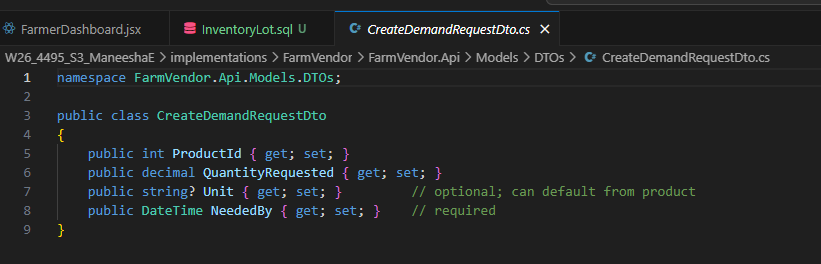 FarmerDashboard.jsx InventoryLot.sql U C# CreateDemandRequestDto.cs ×
W26_4495_S3_ManeeshaE > implementations > FarmVendor > FarmVendor.Api > Models > DTOs > C# CreateDemandRequestDto.cs
1 namespace FarmVendor.Api.Models.DTOs;
2
3 public class CreateDemandRequestDto
4 {
5 public int ProductId { get; set; }
6 public decimal QuantityRequested { get; set; }
7 public string? Unit { get; set; } // optional; can default from product
8 public DateTime NeededBy { get; set; } // required
9 }